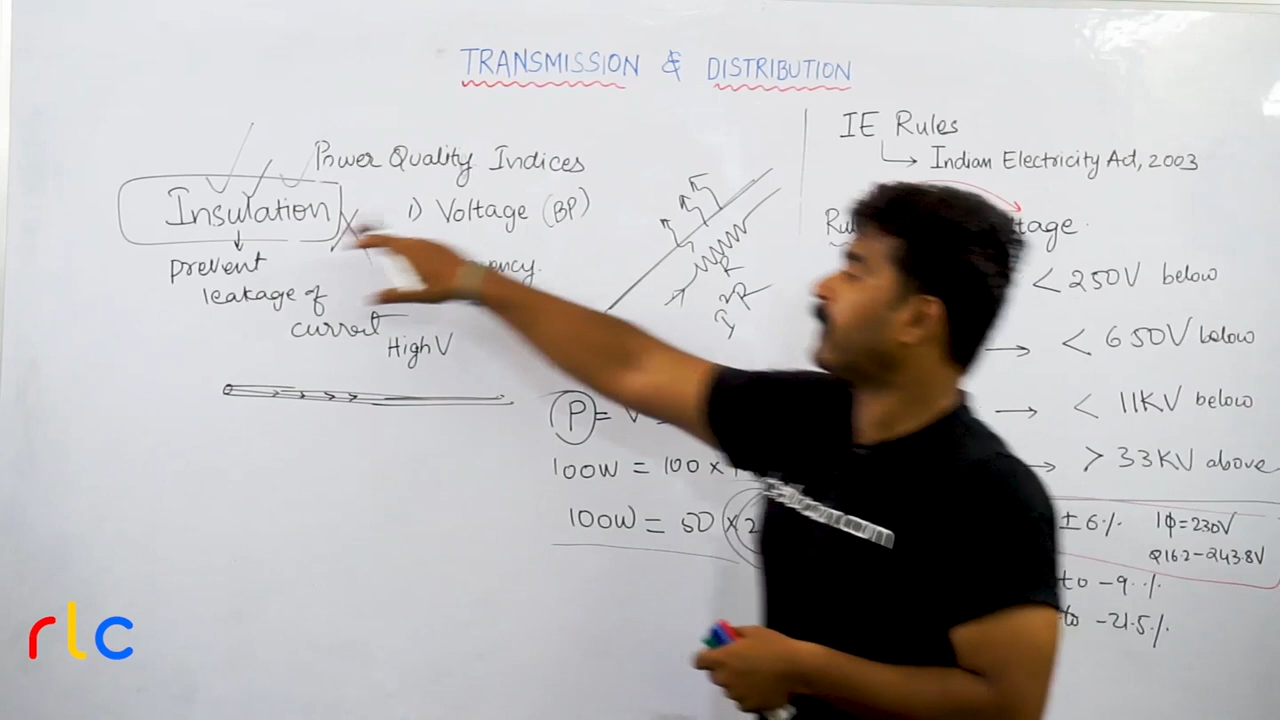 TRANSMISSION & DISTRIBUTION
Power Quality Indices
Insulation
1) Voltage (BP)
prevent
leakage of
current
High V
R
I²R
P = V
100W = 100 ×
100W = 50 × 2
IE Rules
Indian Electricity Act, 2003
< 250V below
< 650V below
< 11KV below
> 33KV above
±6% 1φ=230V
216.2-243.8V
to -9%
to -21.5%
rlc